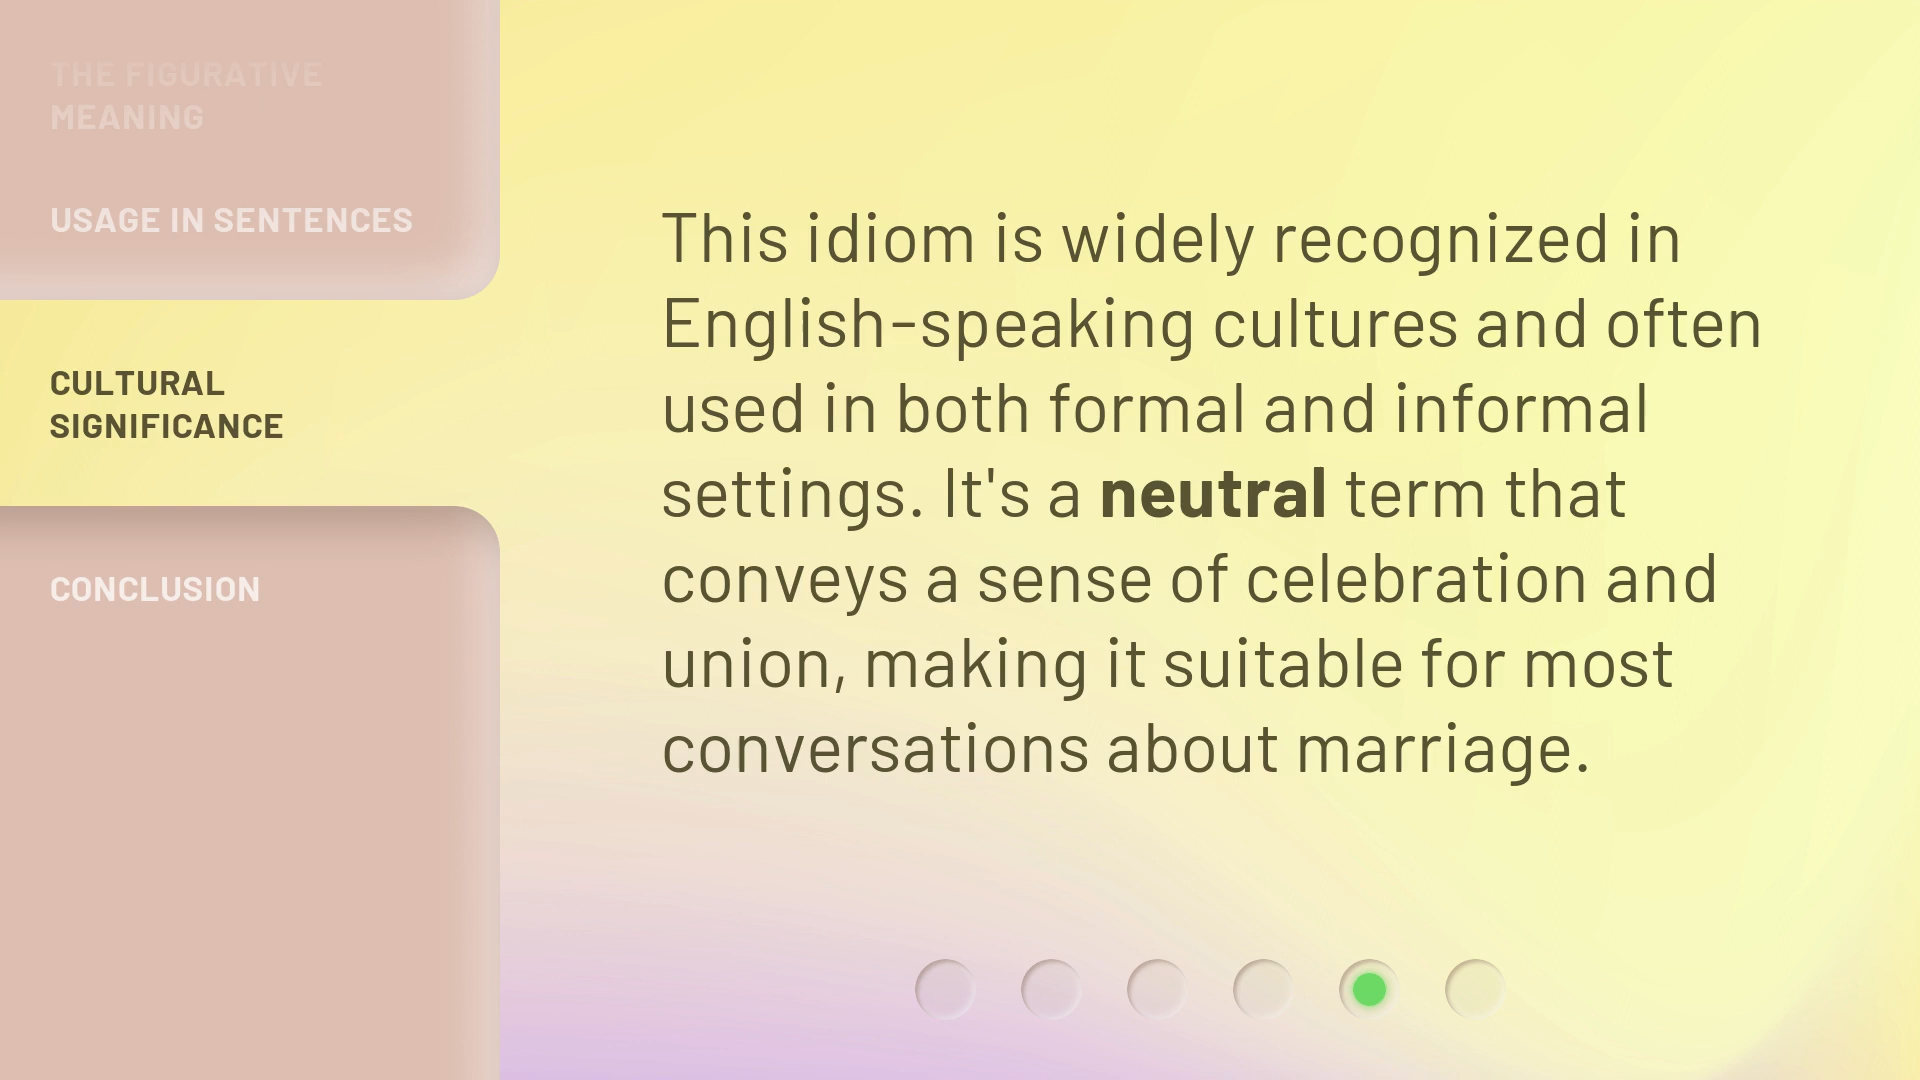 THE FIGURATIVE
MEANING
USAGE IN SENTENCES
CULTURAL
SIGNIFICANCE
CONCLUSION
This idiom is widely recognized in
English-speaking cultures and often
used in both formal and informal
settings. It's a neutral term that
conveys a sense of celebration and
union, making it suitable for most
conversations about marriage.